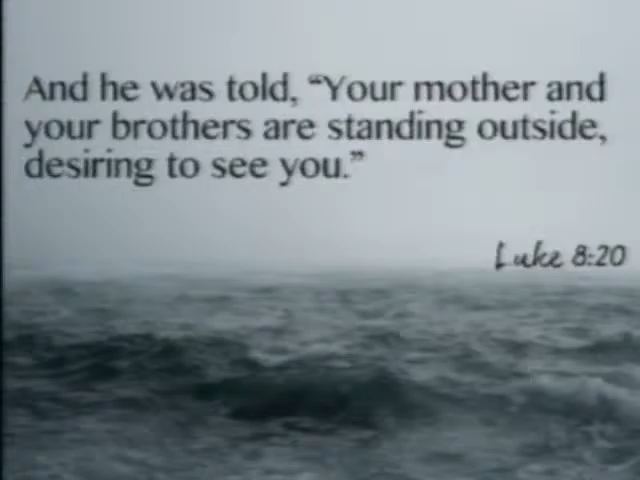 And he was told, “Your mother and
your brothers are standing outside,
desiring to see you.”
Luke 8:20